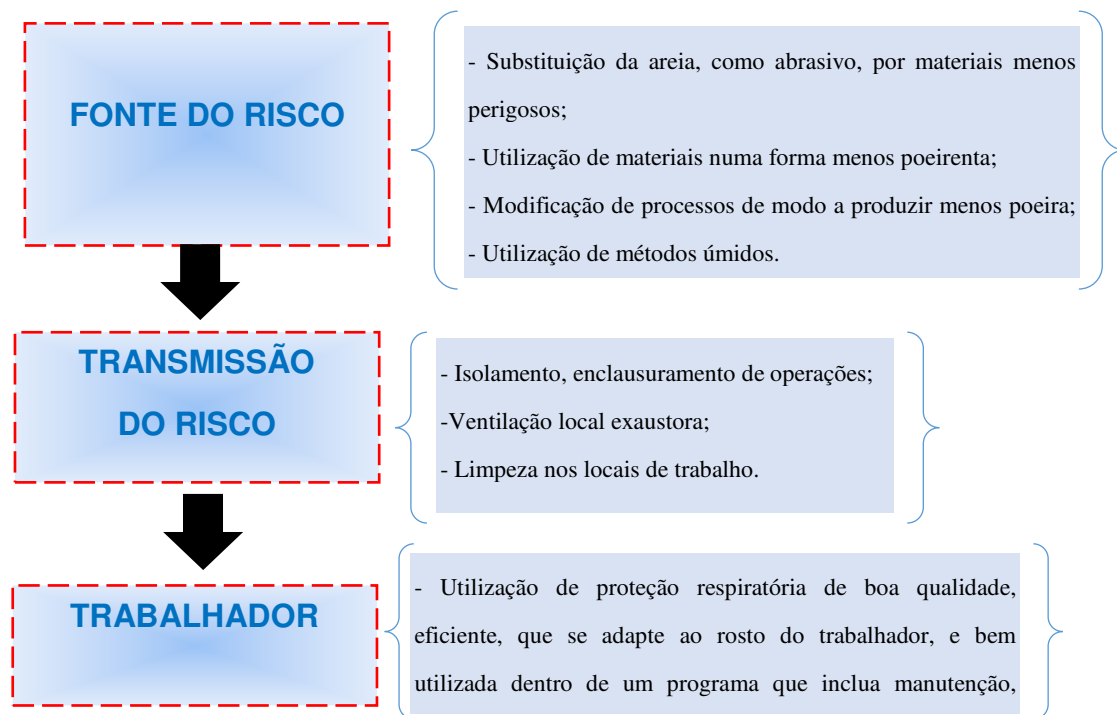 FONTE DO RISCO
- Substituição da areia, como abrasivo, por materiais menos
perigosos;
- Utilização de materiais numa forma menos poeirenta;
- Modificação de processos de modo a produzir menos poeira;
- Utilização de métodos úmidos.
TRANSMISSÃO
DO RISCO
- Isolamento, enclausuramento de operações;
-Ventilação local exaustora;
- Limpeza nos locais de trabalho.
TRABALHADOR
- Utilização de proteção respiratória de boa qualidade,
eficiente, que se adapte ao rosto do trabalhador, e bem
utilizada dentro de um programa que inclua manutenção,